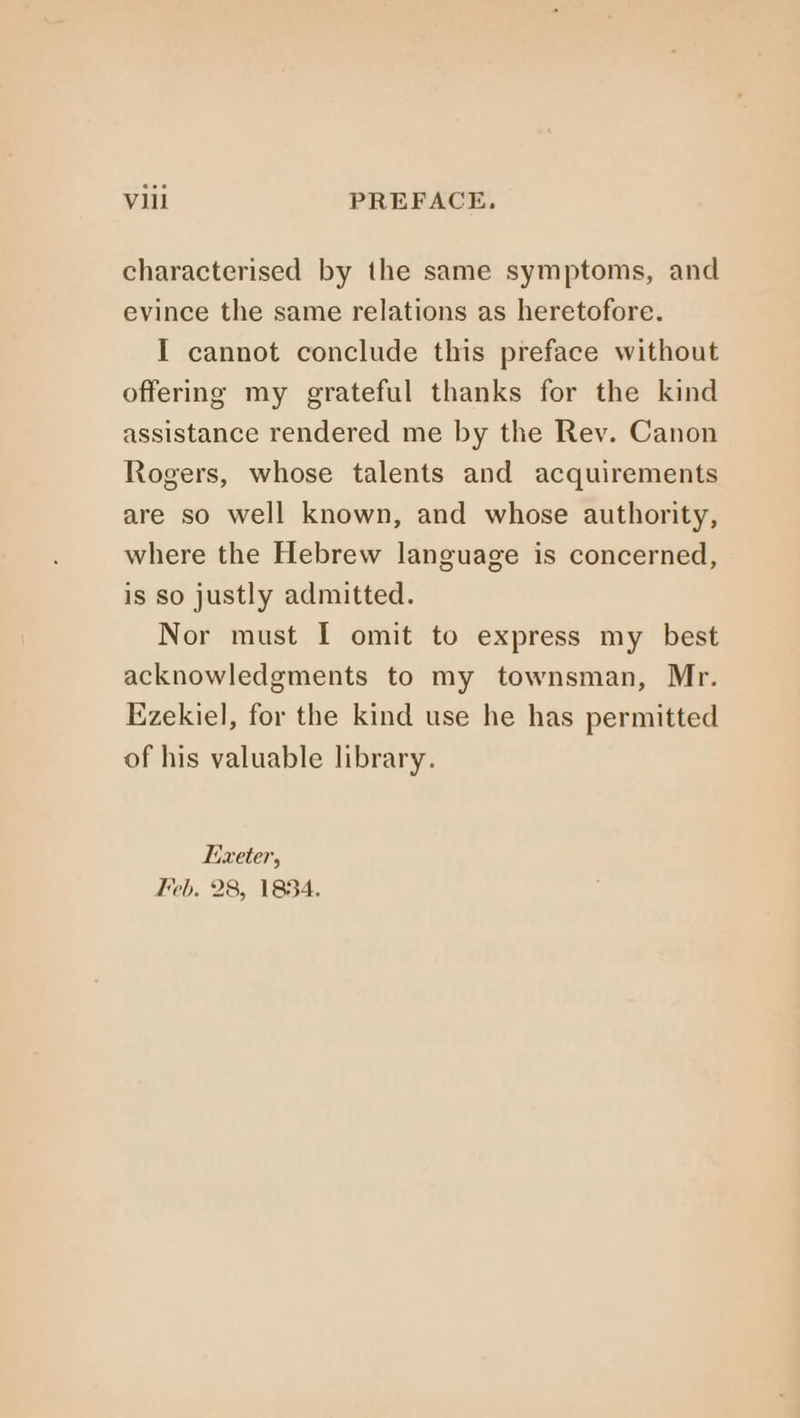 viii PREFACE.
characterised by the same symptoms, and
evince the same relations as heretofore.
I cannot conclude this preface without
offering my grateful thanks for the kind
assistance rendered me by the Rev. Canon
Rogers, whose talents and acquirements
are so well known, and whose authority,
where the Hebrew language is concerned,
is so justly admitted.
Nor must I omit to express my best
acknowledgments to my townsman, Mr.
Ezekiel, for the kind use he has permitted
of his valuable library.
Exeter,
Feb. 28, 1834.